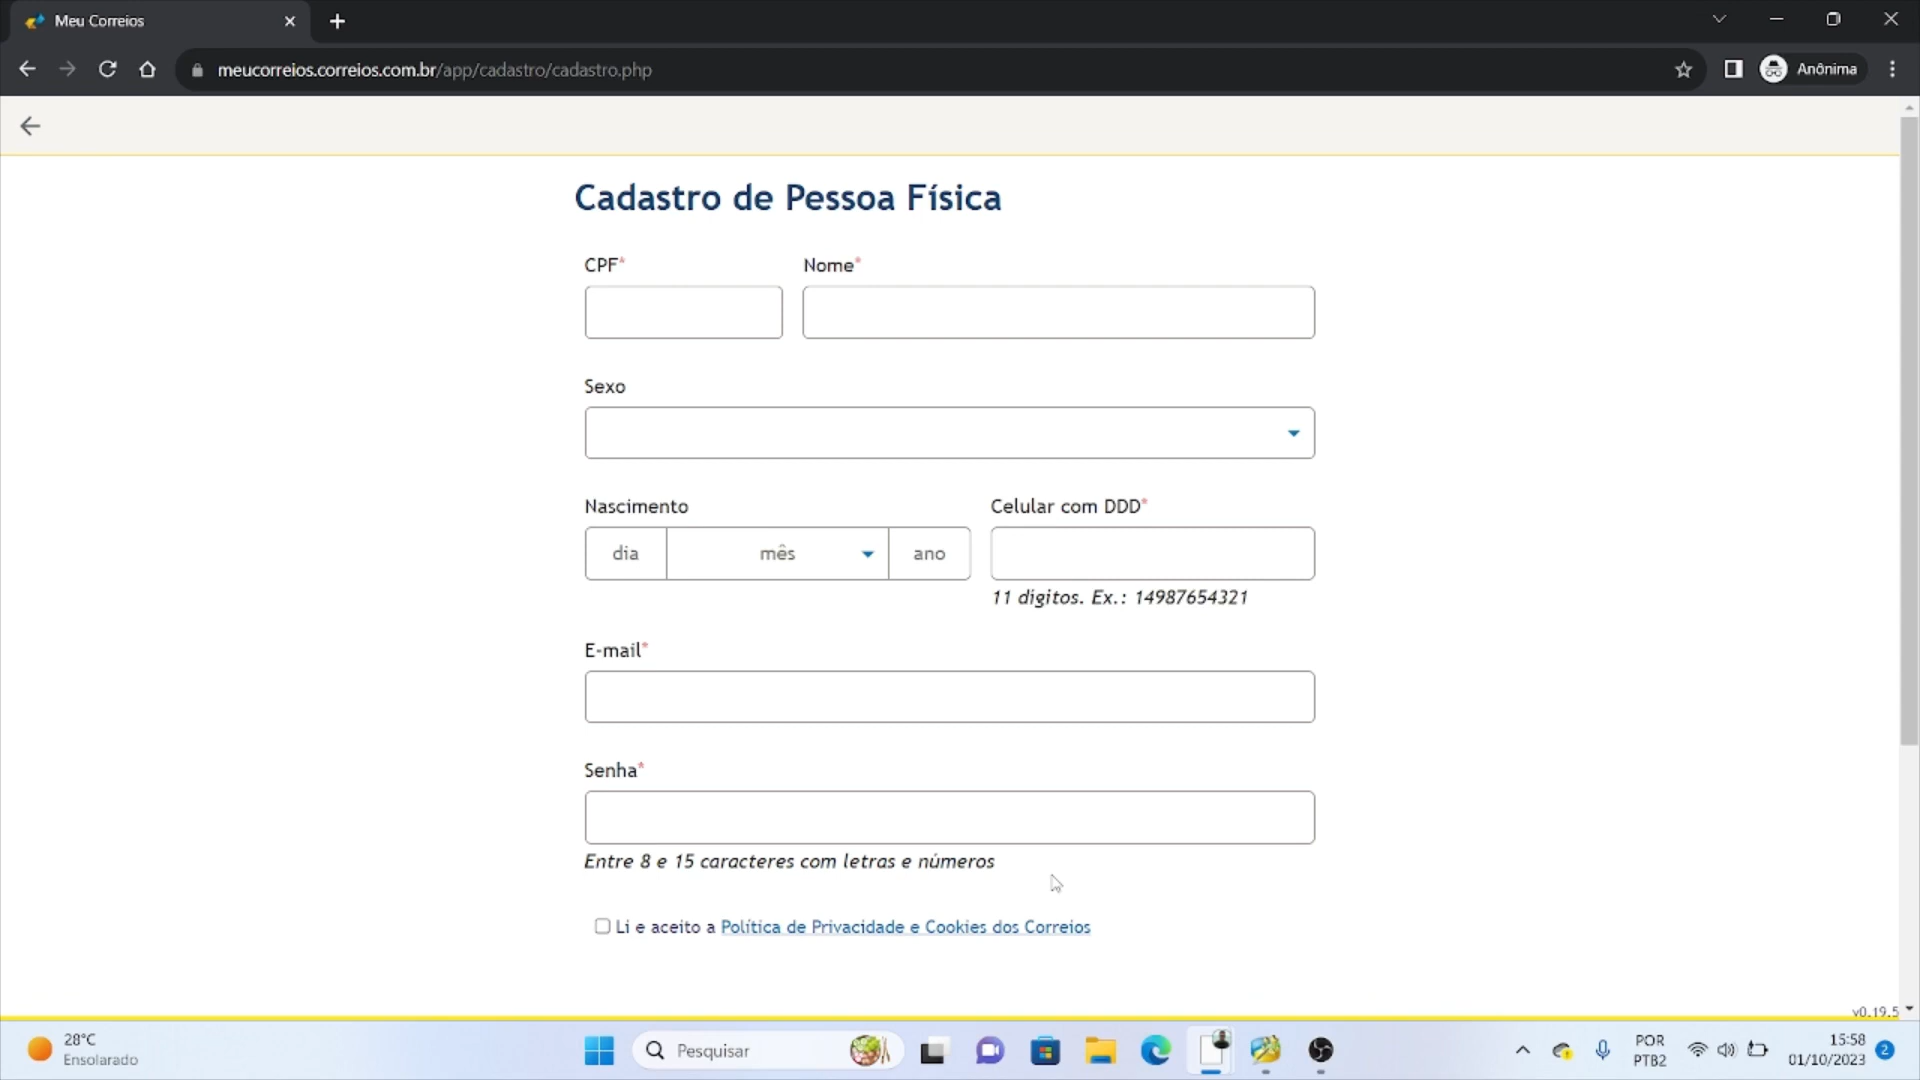 Meu Correios
meucorreios.correios.com.br/app/cadastro/cadastro.php
Anônima
Cadastro de Pessoa Física
CPF*
Nome*
Sexo
Nascimento
Celular com DDD*
dia
mês
ano
11 digitos. Ex.: 14987654321
E-mail*
Senha*
Entre 8 e 15 caracteres com letras e números
Li e aceito a Política de Privacidade e Cookies dos Correios
v0.19.5
28°C
Ensolarado
Pesquisar
POR
PTB2
15:58
01/10/2023
2